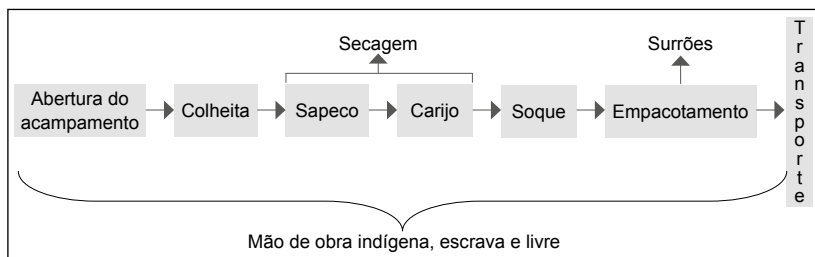 Secagem
Surrões
Abertura do
acampamento
Colheita
Sapeco
Carijo
Soque
Empacotamento
Transporte
Mão de obra indígena, escrava e livre